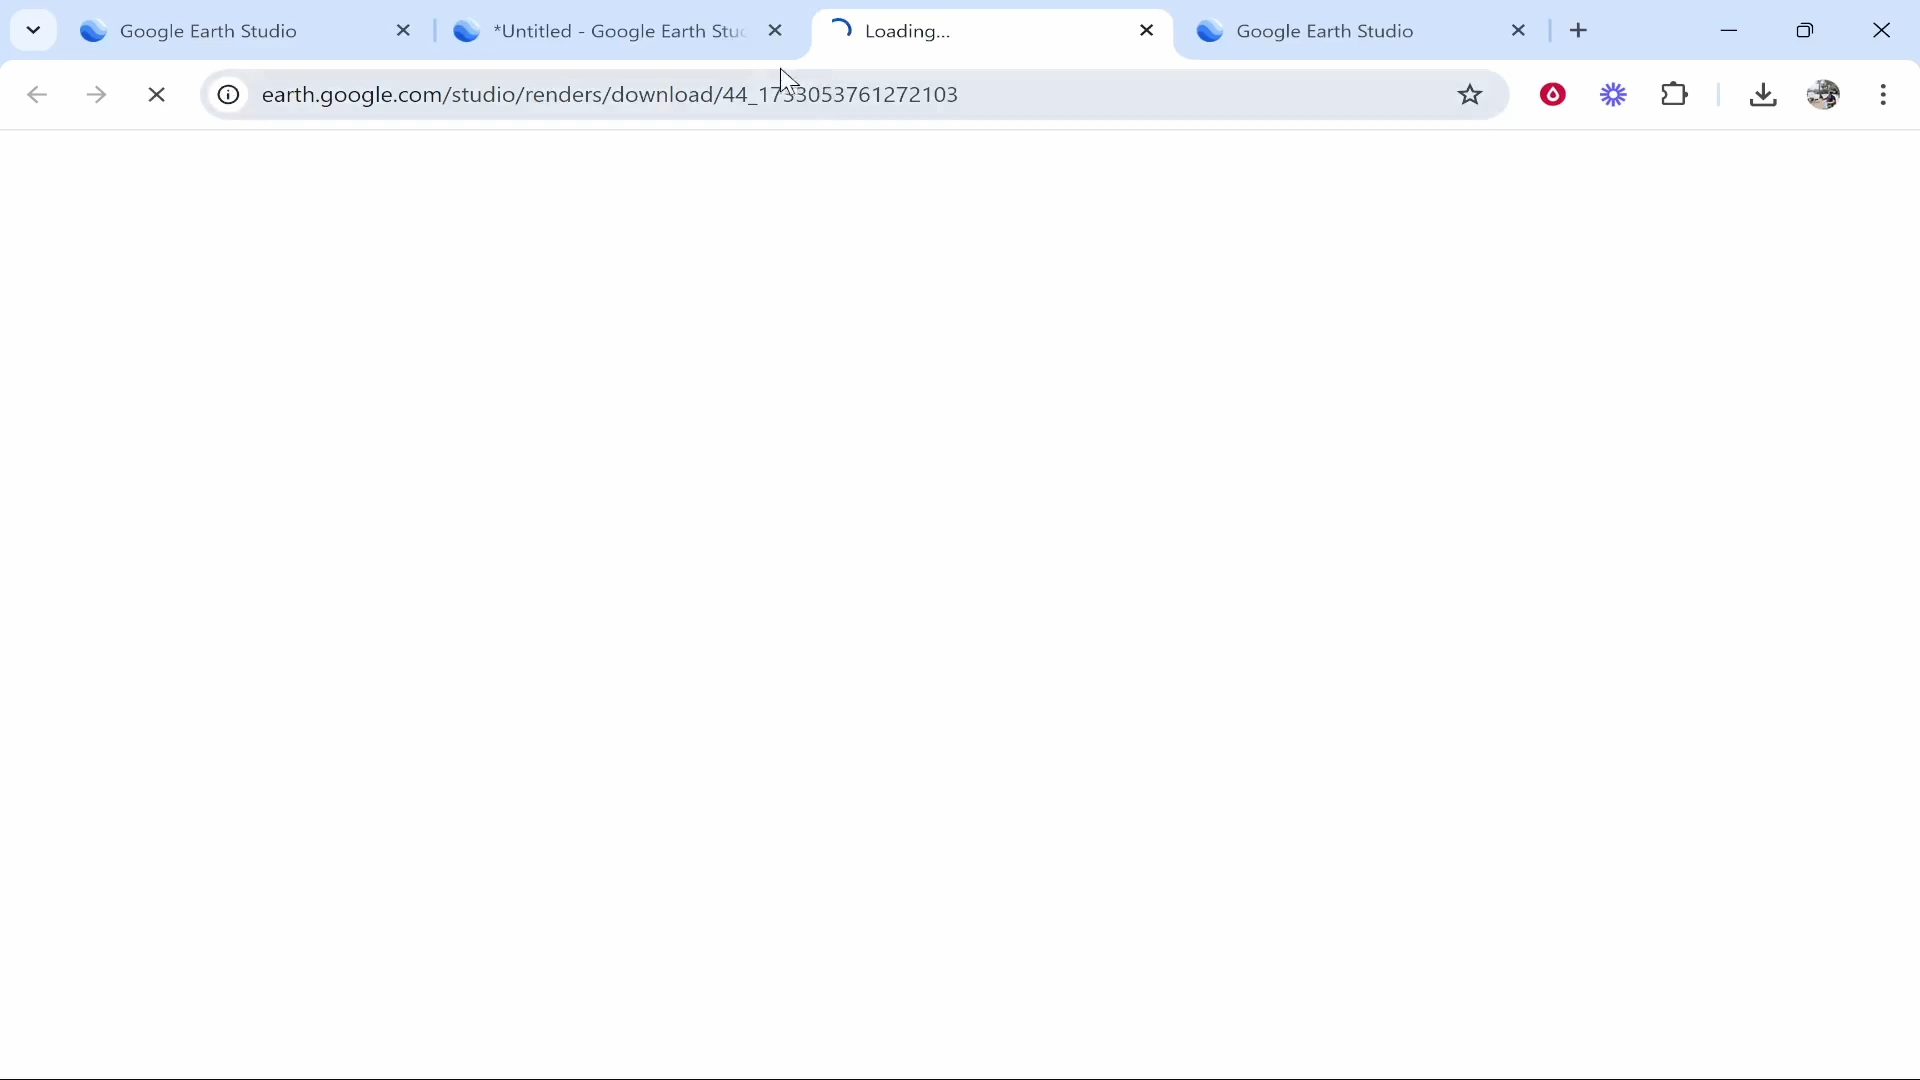 Google Earth Studio
*Untitled - Google Earth Stu
Loading...
Google Earth Studio
earth.google.com/studio/renders/download/44_1733053761272103